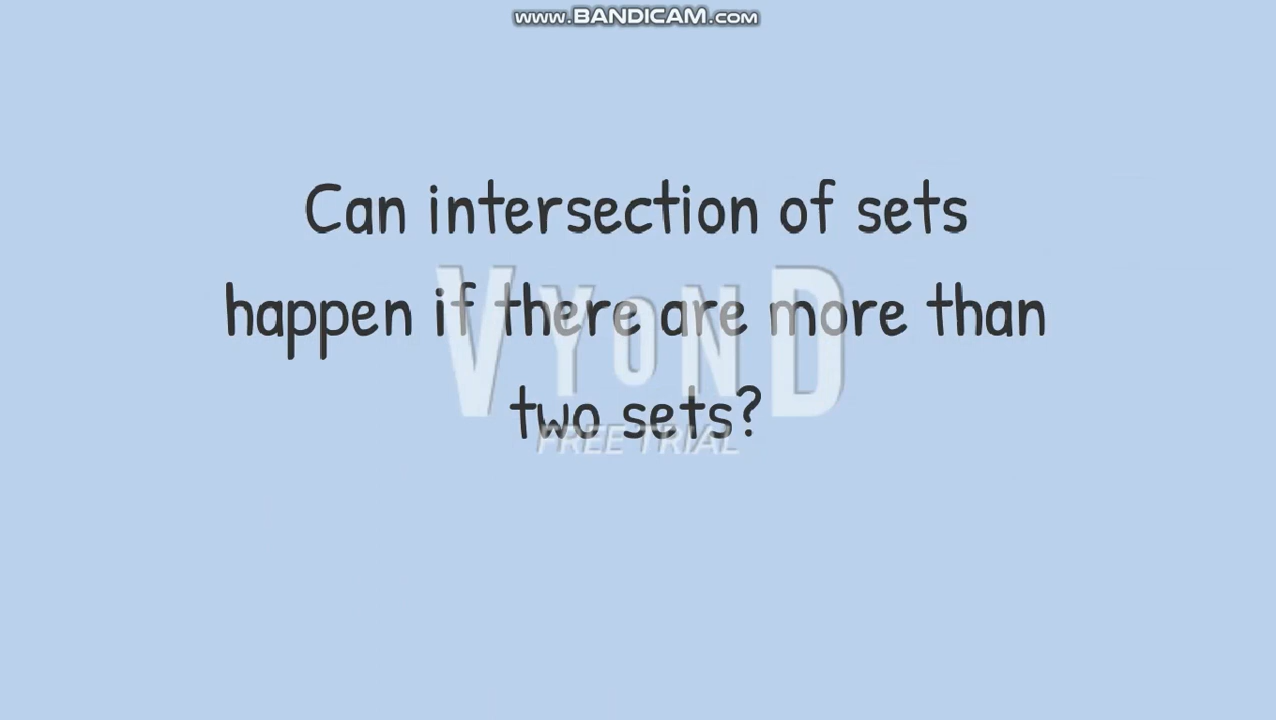 www.BANDICAM.com
Can intersection of sets
happen if there are more than
two sets?
VYOND
FREE TRIAL